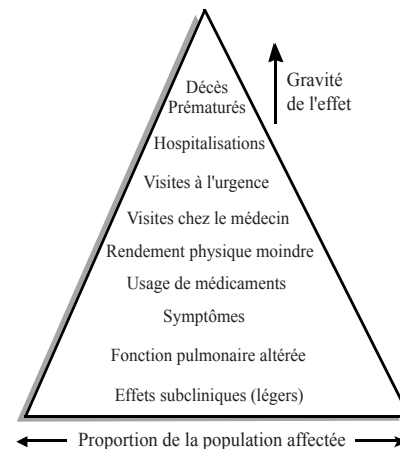 Décès
Prématurés
Gravité
de l'effet
Hospitalisations
Visites à l'urgence
Visites chez le médecin
Rendement physique moindre
Usage de médicaments
Symptômes
Fonction pulmonaire altérée
Effets subcliniques (légers)
Proportion de la population affectée